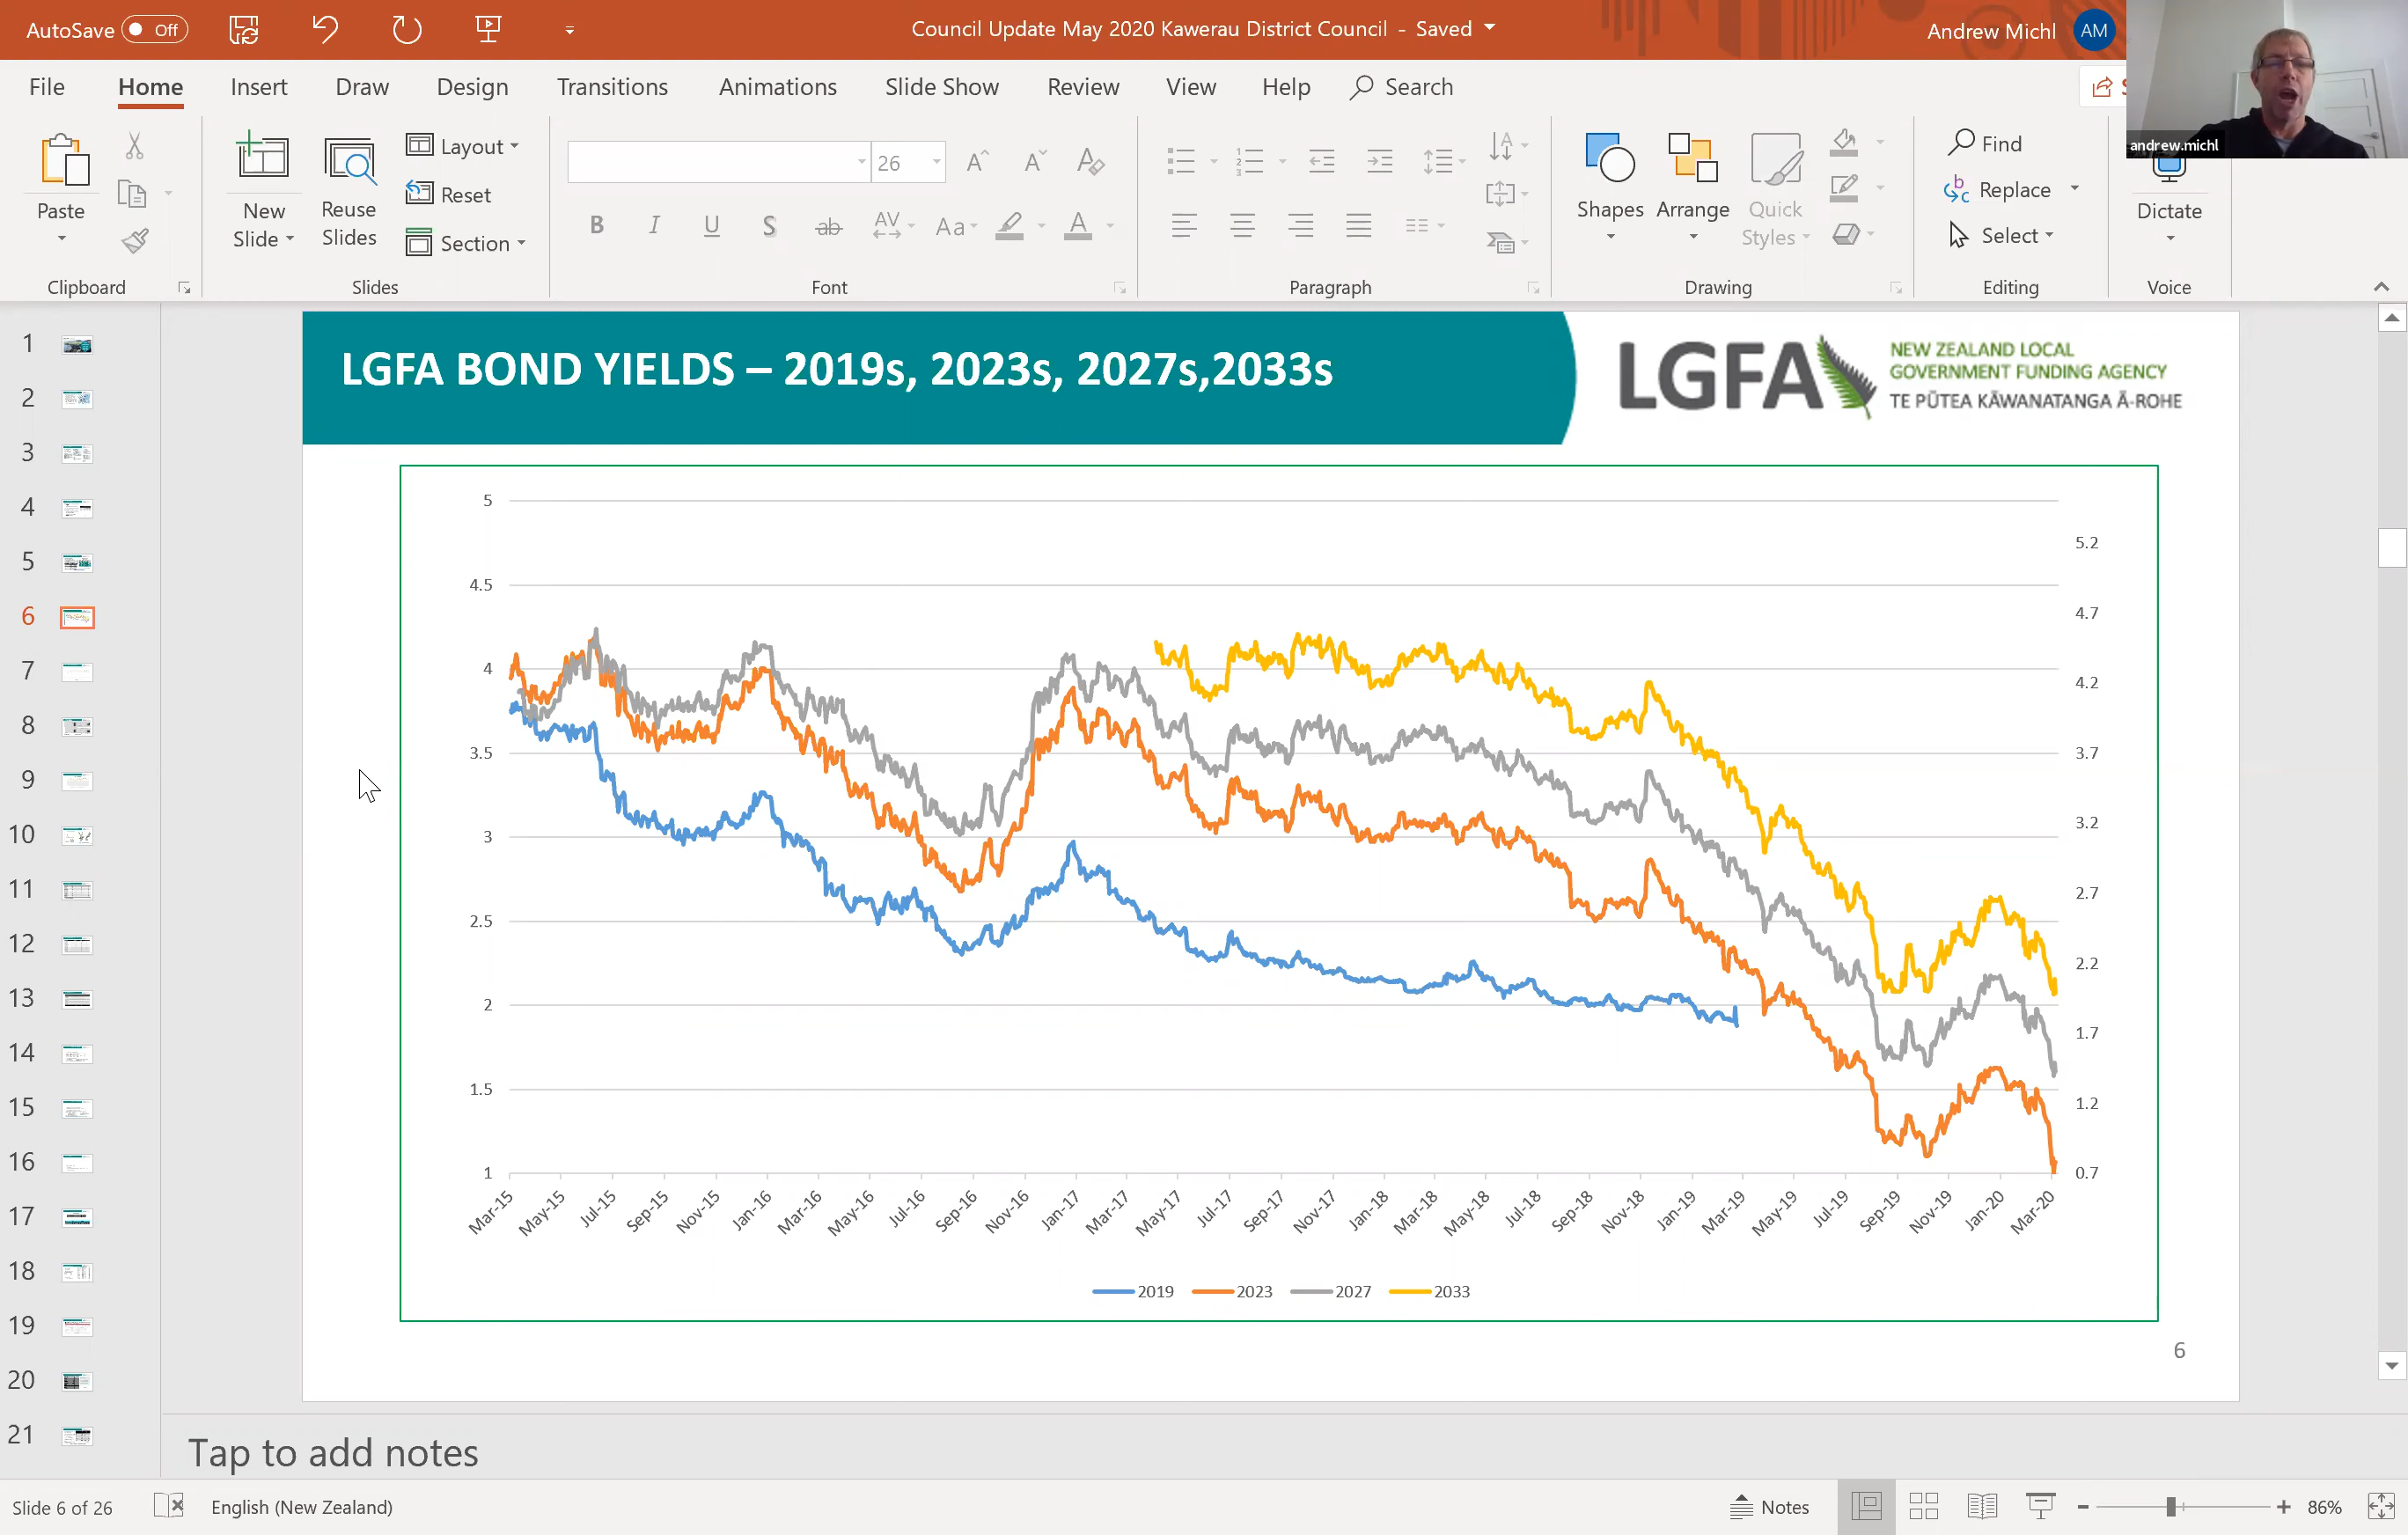 AutoSave Off
Council Update May 2020 Kawerau District Council - Saved
Andrew Michl AM
File Home Insert Draw Design Transitions Animations Slide Show Review View Help Search
andrew.michl
Paste
New Slide
Reuse Slides
Layout
Reset
Section
26
B I U S ab AV Aa A
Shapes Arrange Quick Styles
Find
Replace
Select
Dictate
Clipboard Slides Font Paragraph Drawing Editing Voice
1
2
3
4
5
6
7
8
9
10
11
12
13
14
15
16
17
18
19
20
21
LGFA BOND YIELDS – 2019s, 2023s, 2027s,2033s
LGFA
NEW ZEALAND LOCAL
GOVERNMENT FUNDING AGENCY
TE PŪTEA KĀWANATANGA Ā-ROHE
5
4.5
4
3.5
3
2.5
2
1.5
1
5.2
4.7
4.2
3.7
3.2
2.7
2.2
1.7
1.2
0.7
Mar-15 May-15 Jul-15 Sep-15 Nov-15 Jan-16 Mar-16 May-16 Jul-16 Sep-16 Nov-16 Jan-17 Mar-17 May-17 Jul-17 Sep-17 Nov-17 Jan-18 Mar-18 May-18 Jul-18 Sep-18 Nov-18 Jan-19 Mar-19 May-19 Jul-19 Sep-19 Nov-19 Jan-20 Mar-20
2019 2023 2027 2033
6
Tap to add notes
Slide 6 of 26 English (New Zealand) Notes 86%